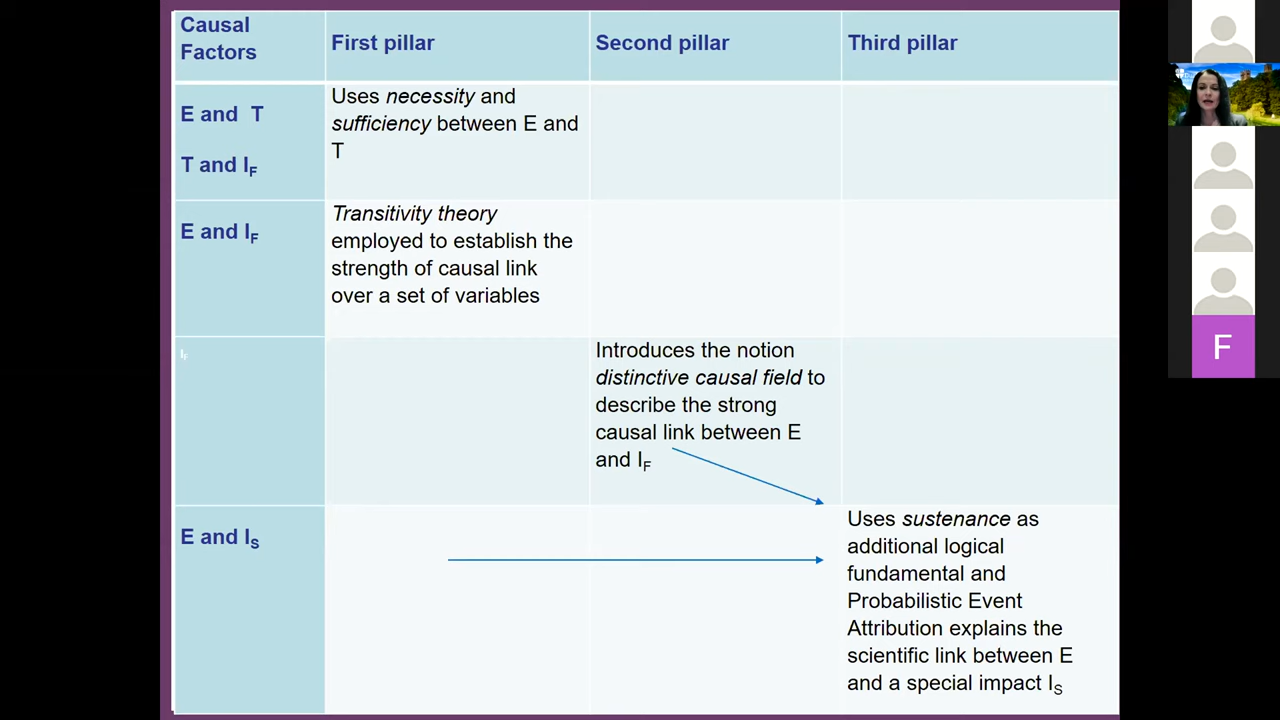 Causal
Factors
First pillar
Second pillar
Third pillar
E and T
T and IF
Uses necessity and
sufficiency between E and
T
E and IF
Transitivity theory
employed to establish the
strength of causal link
over a set of variables
IF
Introduces the notion
distinctive causal field to
describe the strong
causal link between E
and IF
E and IS
Uses sustenance as
additional logical
fundamental and
Probabilistic Event
Attribution explains the
scientific link between E
and a special impact IS
F